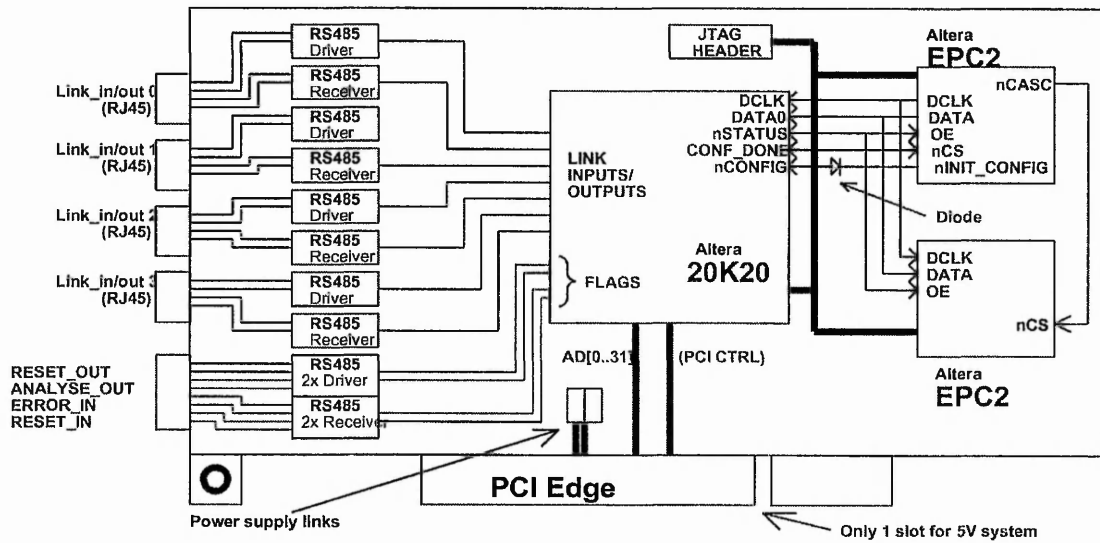 RS485
Driver
RS485
Receiver
RS485
Driver
RS485
Receiver
RS485
Driver
RS485
Receiver
RS485
Driver
RS485
Receiver
RS485
2x Driver
RS485
2x Receiver
Link_in/out 0
(RJ45)
Link_in/out 1
(RJ45)
Link_in/out 2
(RJ45)
Link_in/out 3
(RJ45)
RESET_OUT
ANALYSE_OUT
ERROR_IN
RESET_IN
JTAG
HEADER
LINK
INPUTS/
OUTPUTS
FLAGS
DCLK
DATA0
nSTATUS
CONF_DONE
nCONFIG
Altera
20K20
Altera
EPC2
nCASC
DCLK
DATA
OE
nCS
nINIT_CONFIG
Diode
DCLK
DATA
OE
nCS
Altera
EPC2
AD[0..31]
(PCI CTRL)
PCI Edge
Power supply links
Only 1 slot for 5V system